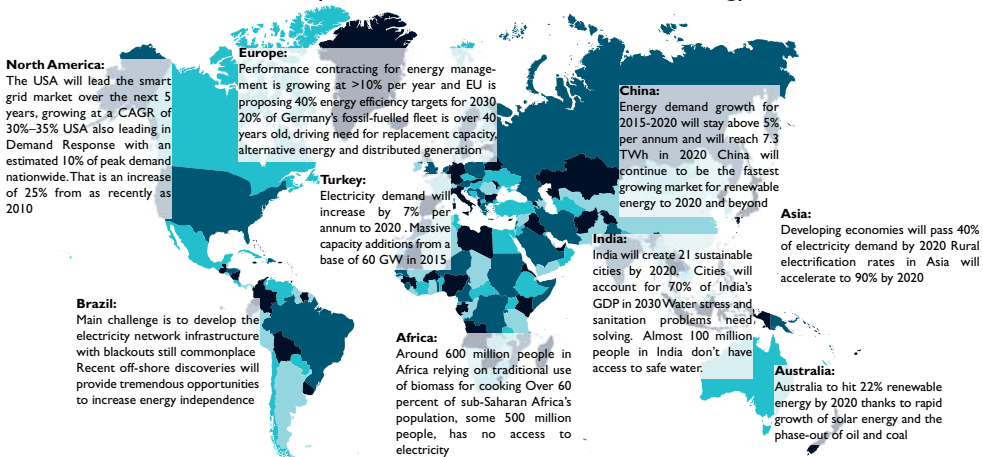 North America:
The USA will lead the smart
grid market over the next 5
years, growing at a CAGR of
30%–35% USA also leading in
Demand Response with an
estimated 10% of peak demand
nationwide. That is an increase
of 25% from as recently as
2010
Europe:
Performance contracting for energy manage-
ment is growing at >10% per year and EU is
proposing 40% energy efficiency targets for 2030
20% of Germany's fossil-fuelled fleet is over 40
years old, driving need for replacement capacity,
alternative energy and distributed generation
Turkey:
Electricity demand will
increase by 7% per
annum to 2020 . Massive
capacity additions from a
base of 60 GW in 2015
China:
Energy demand growth for
2015-2020 will stay above 5%
per annum and will reach 7.3
TWh in 2020 China will
continue to be the fastest
growing market for renewable
energy to 2020 and beyond
Asia:
Developing economies will pass 40%
of electricity demand by 2020 Rural
electrification rates in Asia will
accelerate to 90% by 2020
India:
India will create 21 sustainable
cities by 2020. Cities will
account for 70% of India's
GDP in 2030 Water stress and
sanitation problems need
solving. Almost 100 million
people in India don't have
access to safe water.
Brazil:
Main challenge is to develop the
electricity network infrastructure
with blackouts still commonplace
Recent off-shore discoveries will
provide tremendous opportunities
to increase energy independence
Africa:
Around 600 million people in
Africa relying on traditional use
of biomass for cooking Over 60
percent of sub-Saharan Africa's
population, some 500 million
people, has no access to
electricity
Australia:
Australia to hit 22% renewable
energy by 2020 thanks to rapid
growth of solar energy and the
phase-out of oil and coal